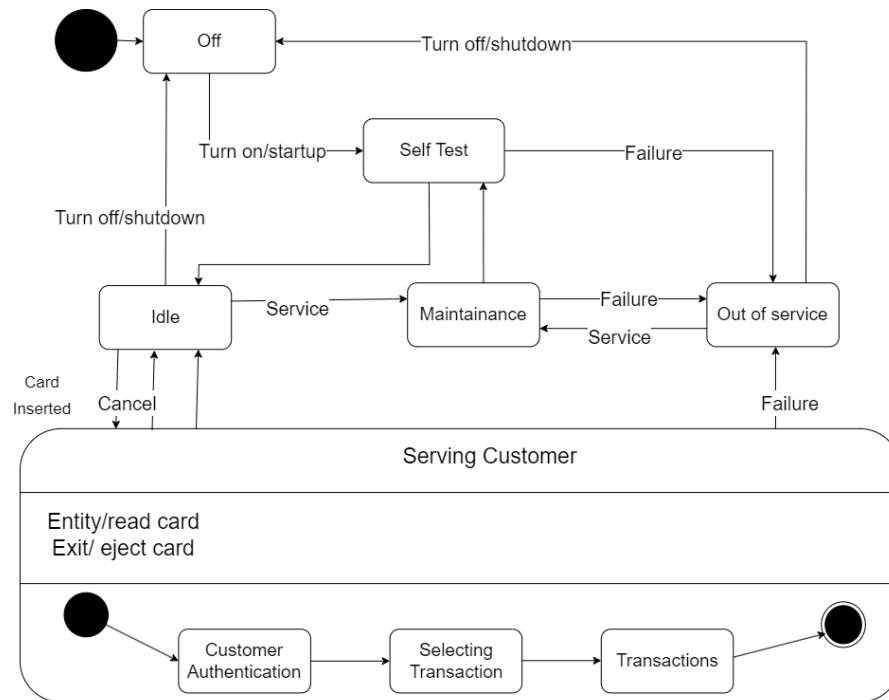 Off
Turn off/shutdown
Turn on/startup
Self Test
Failure
Turn off/shutdown
Idle
Service
Maintainance
Failure
Service
Out of service
Card
Inserted
Cancel
Failure
Serving Customer
Entity/read card
Exit/ eject card
Customer
Authentication
Selecting
Transaction
Transactions